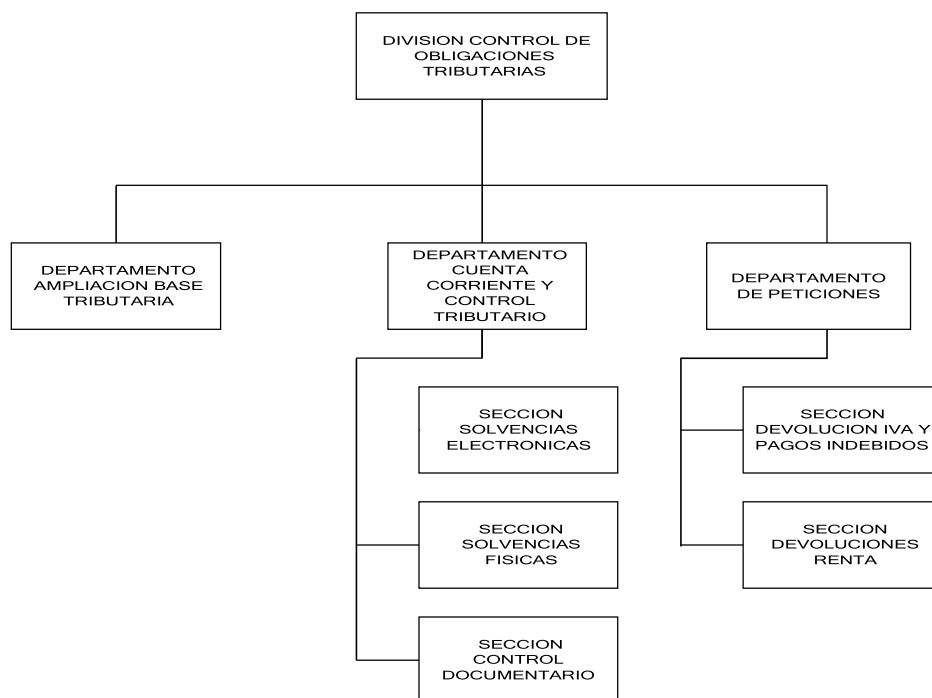 DIVISION CONTROL DE
OBLIGACIONES
TRIBUTARIAS
DEPARTAMENTO
AMPLIACION BASE
TRIBUTARIA
DEPARTAMENTO
CUENTA
CORRIENTE Y
CONTROL
TRIBUTARIO
DEPARTAMENTO
DE PETICIONES
SECCION
SOLVENCIAS
ELECTRONICAS
SECCION
DEVOLUCION IVA Y
PAGOS INDEBIDOS
SECCION
SOLVENCIAS
FISICAS
SECCION
DEVOLUCIONES
RENTA
SECCION
CONTROL
DOCUMENTARIO